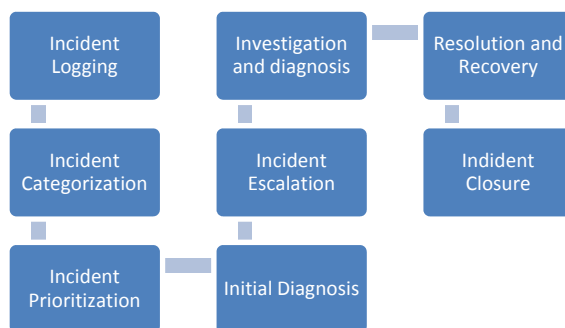 Incident
Logging
Incident
Categorization
Incident
Prioritization
Initial Diagnosis
Incident
Escalation
Investigation
and diagnosis
Resolution and
Recovery
Indident
Closure